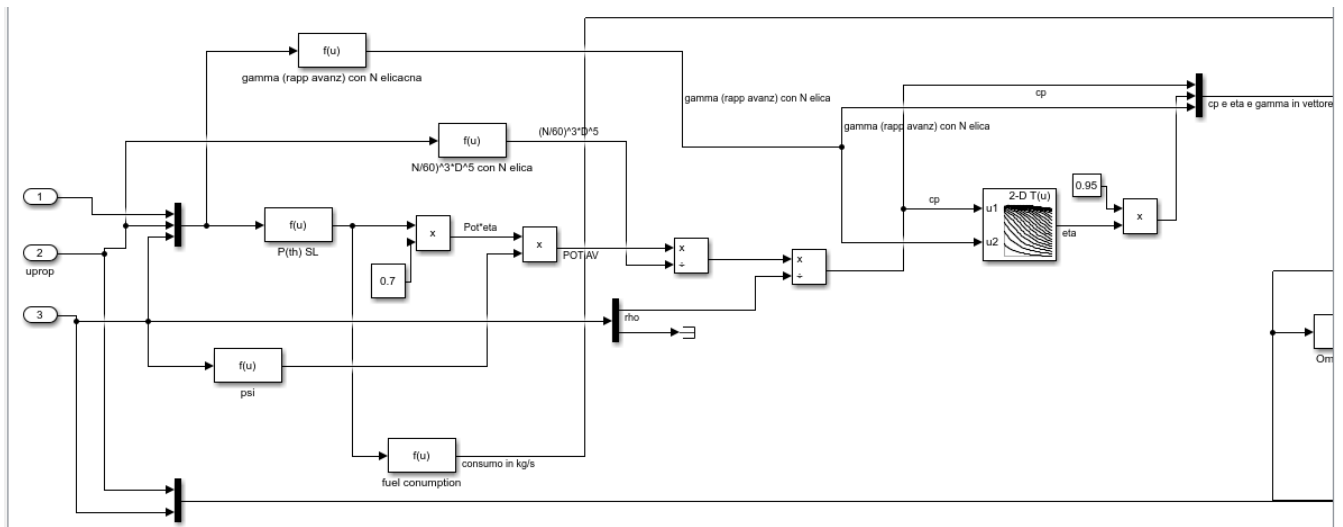 f(u)
gamma (rapp avanz) con N elicacna
gamma (rapp avanz) con N elica
cp
cp e eta e gamma in vettore
f(u)
(N/60)^3*D^5
N/60)^3*D^5 con N elica
gamma (rapp avanz) con N elica
1
2
uprop
3
f(u)
P(th) SL
x
0.7
Pot*eta
x
POT AV
x
÷
x
÷
cp
2-D T(u)
u1
u2
eta
0.95
x
rho
f(u)
psi
f(u)
fuel conumption
consumo in kg/s
Om